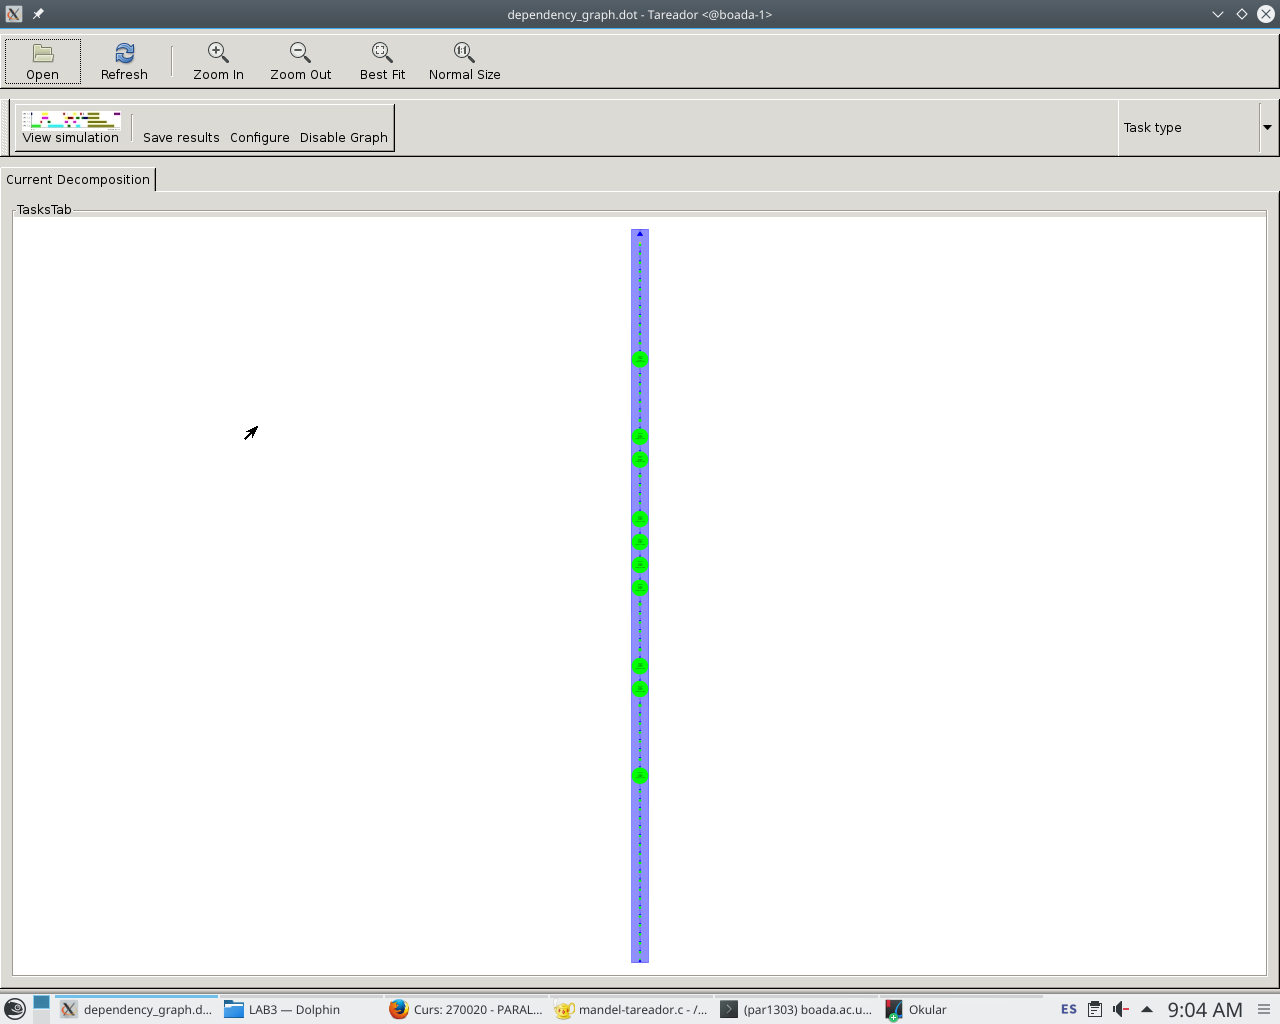 dependency_graph.dot - Tareador <@boada-1>
Open
Refresh
Zoom In
Zoom Out
Best Fit
1:1
Normal Size
View simulation
Save results
Configure
Disable Graph
Task type
Current Decomposition
TasksTab
dependency_graph.d...
LAB3 — Dolphin
Curs: 270020 - PARAL...
mandel-tareador.c - /...
(par1303) boada.ac.u...
Okular
ES
9:04 AM